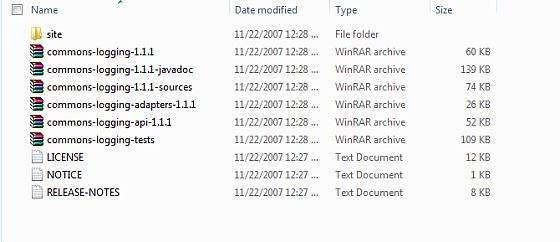 Name Date modified Type Size
site 11/22/2007 12:28 ... File folder
commons-logging-1.1.1 11/22/2007 12:28 ... WinRAR archive 60 KB
commons-logging-1.1.1-javadoc 11/22/2007 12:28 ... WinRAR archive 139 KB
commons-logging-1.1.1-sources 11/22/2007 12:28 ... WinRAR archive 74 KB
commons-logging-adapters-1.1.1 11/22/2007 12:28 ... WinRAR archive 26 KB
commons-logging-api-1.1.1 11/22/2007 12:28 ... WinRAR archive 52 KB
commons-logging-tests 11/22/2007 12:28 ... WinRAR archive 109 KB
LICENSE 11/22/2007 12:27 ... Text Document 12 KB
NOTICE 11/22/2007 12:27 ... Text Document 1 KB
RELEASE-NOTES 11/22/2007 12:27 ... Text Document 8 KB